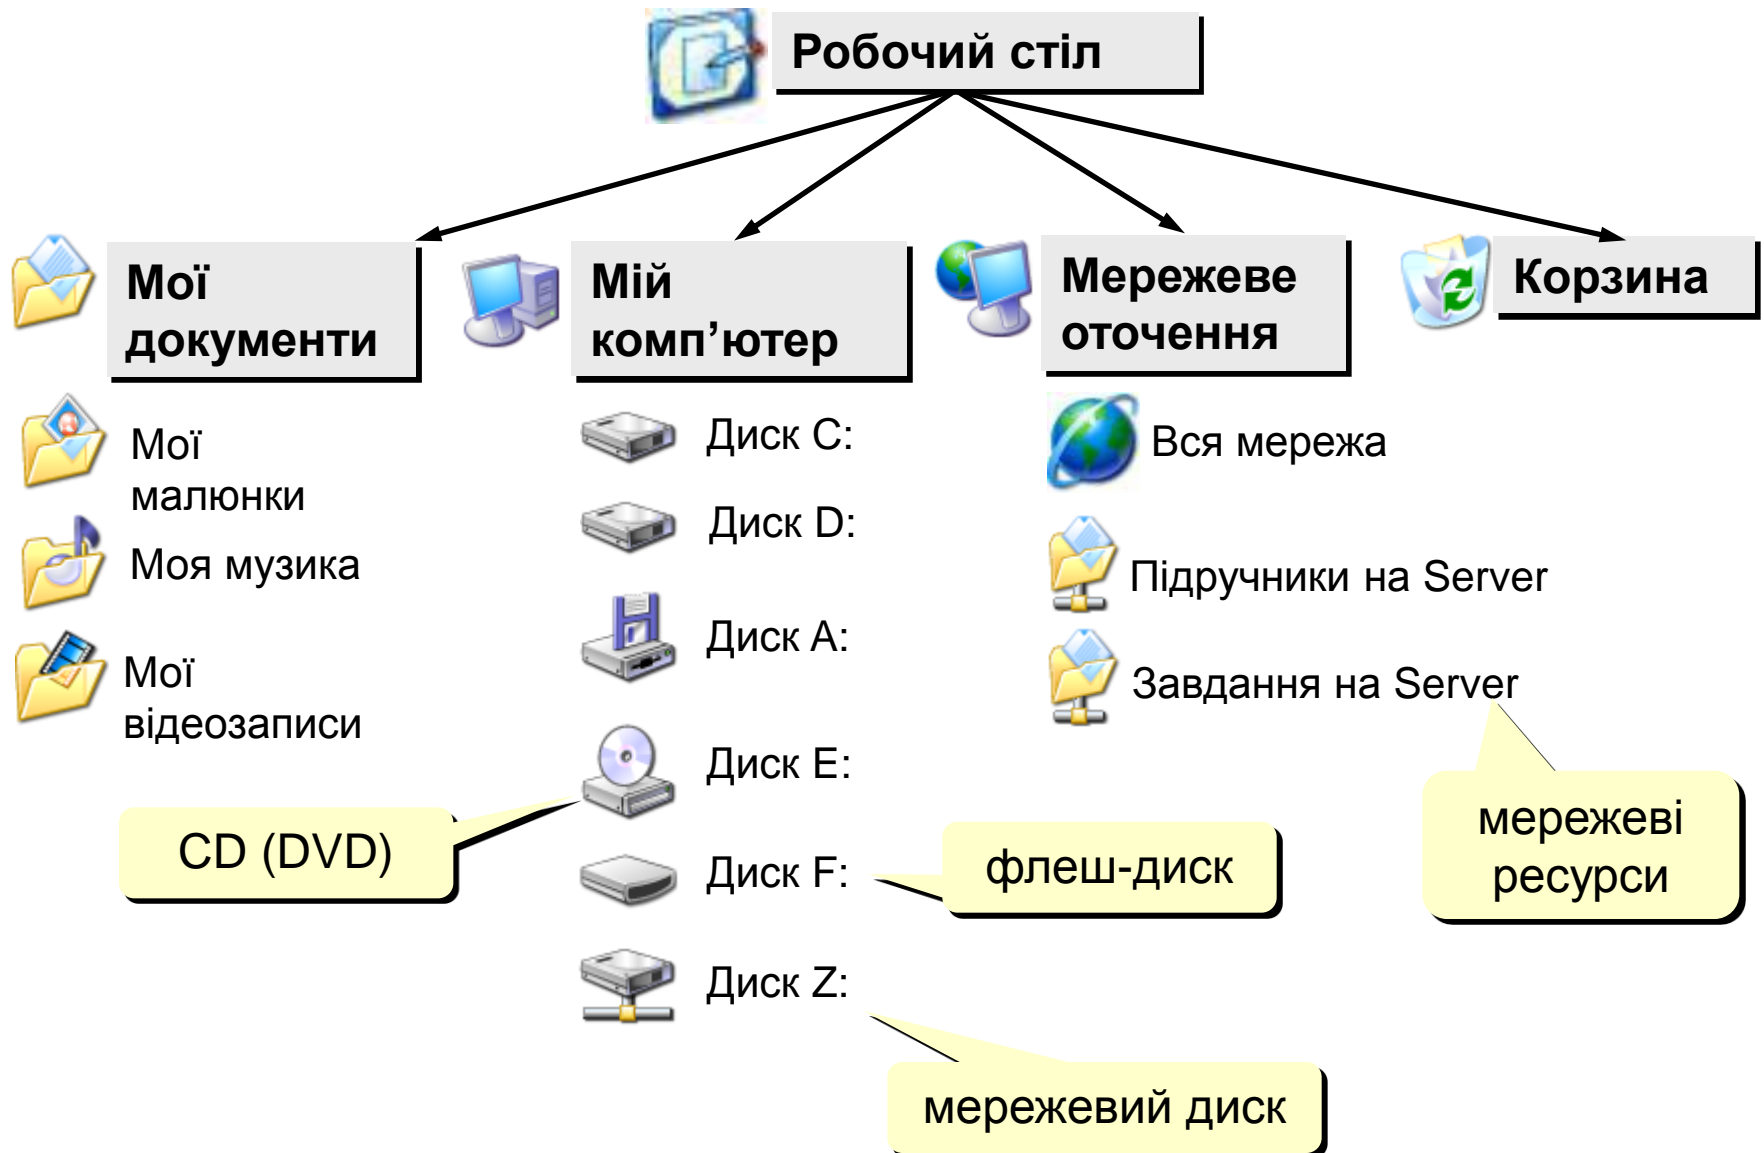 Робочий стіл
Мої
документи
Мій
комп’ютер
Мережеве
оточення
Корзина
Мої
малюнки
Моя музика
Мої
відеозаписи
Диск C:
Диск D:
Диск A:
Диск E:
Диск F:
Диск Z:
Вся мережа
Підручники на Server
Завдання на Server
CD (DVD)
флеш-диск
мережеві
ресурси
мережевий диск